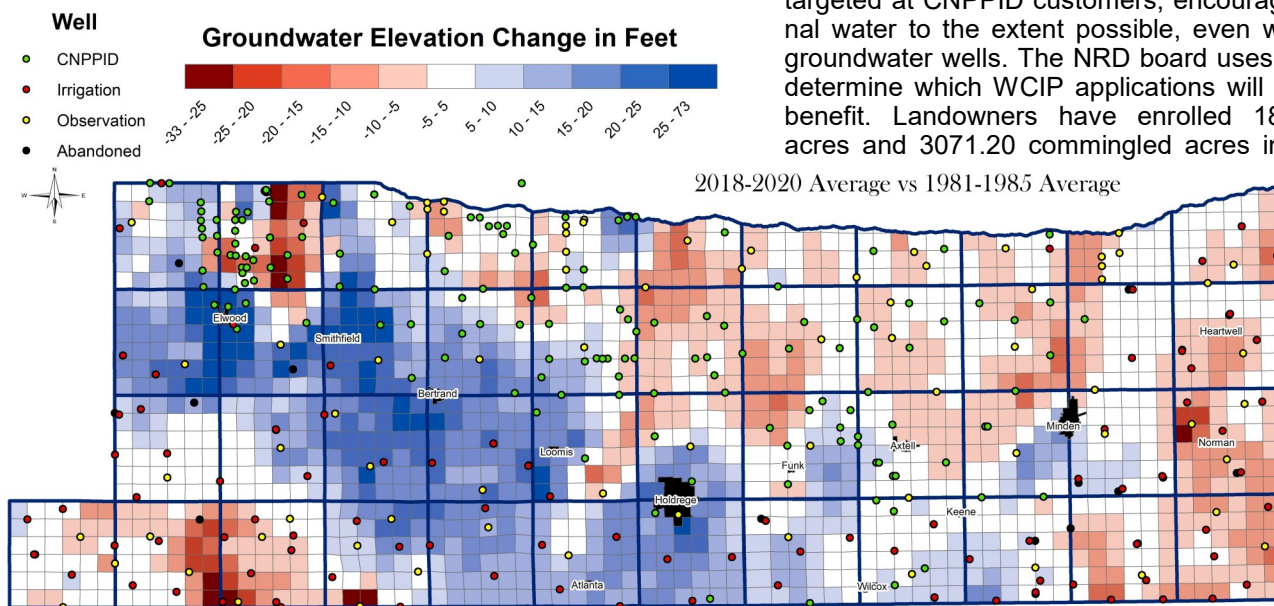 Well
CNPPID
Irrigation
Observation
Abandoned
Groundwater Elevation Change in Feet
-33 - -25
-25 - -20
-20 - -15
-15 - -10
-10 - -5
-5 - 5
5 - 10
10 - 15
15 - 20
20 - 25
25 - 73
targeted at CNPPID customers, encourag
nal water to the extent possible, even w
groundwater wells. The NRD board uses
determine which WCIP applications will
benefit. Landowners have enrolled 18
acres and 3071.20 commingled acres in
2018-2020 Average vs 1981-1985 Average
N
W E
S
Elwood
Smithfield
Heartwell
Bertrand
Minden
Loomis
Axtell
Norman
Funk
Holdrege
Keene
Atlanta
Wilcox